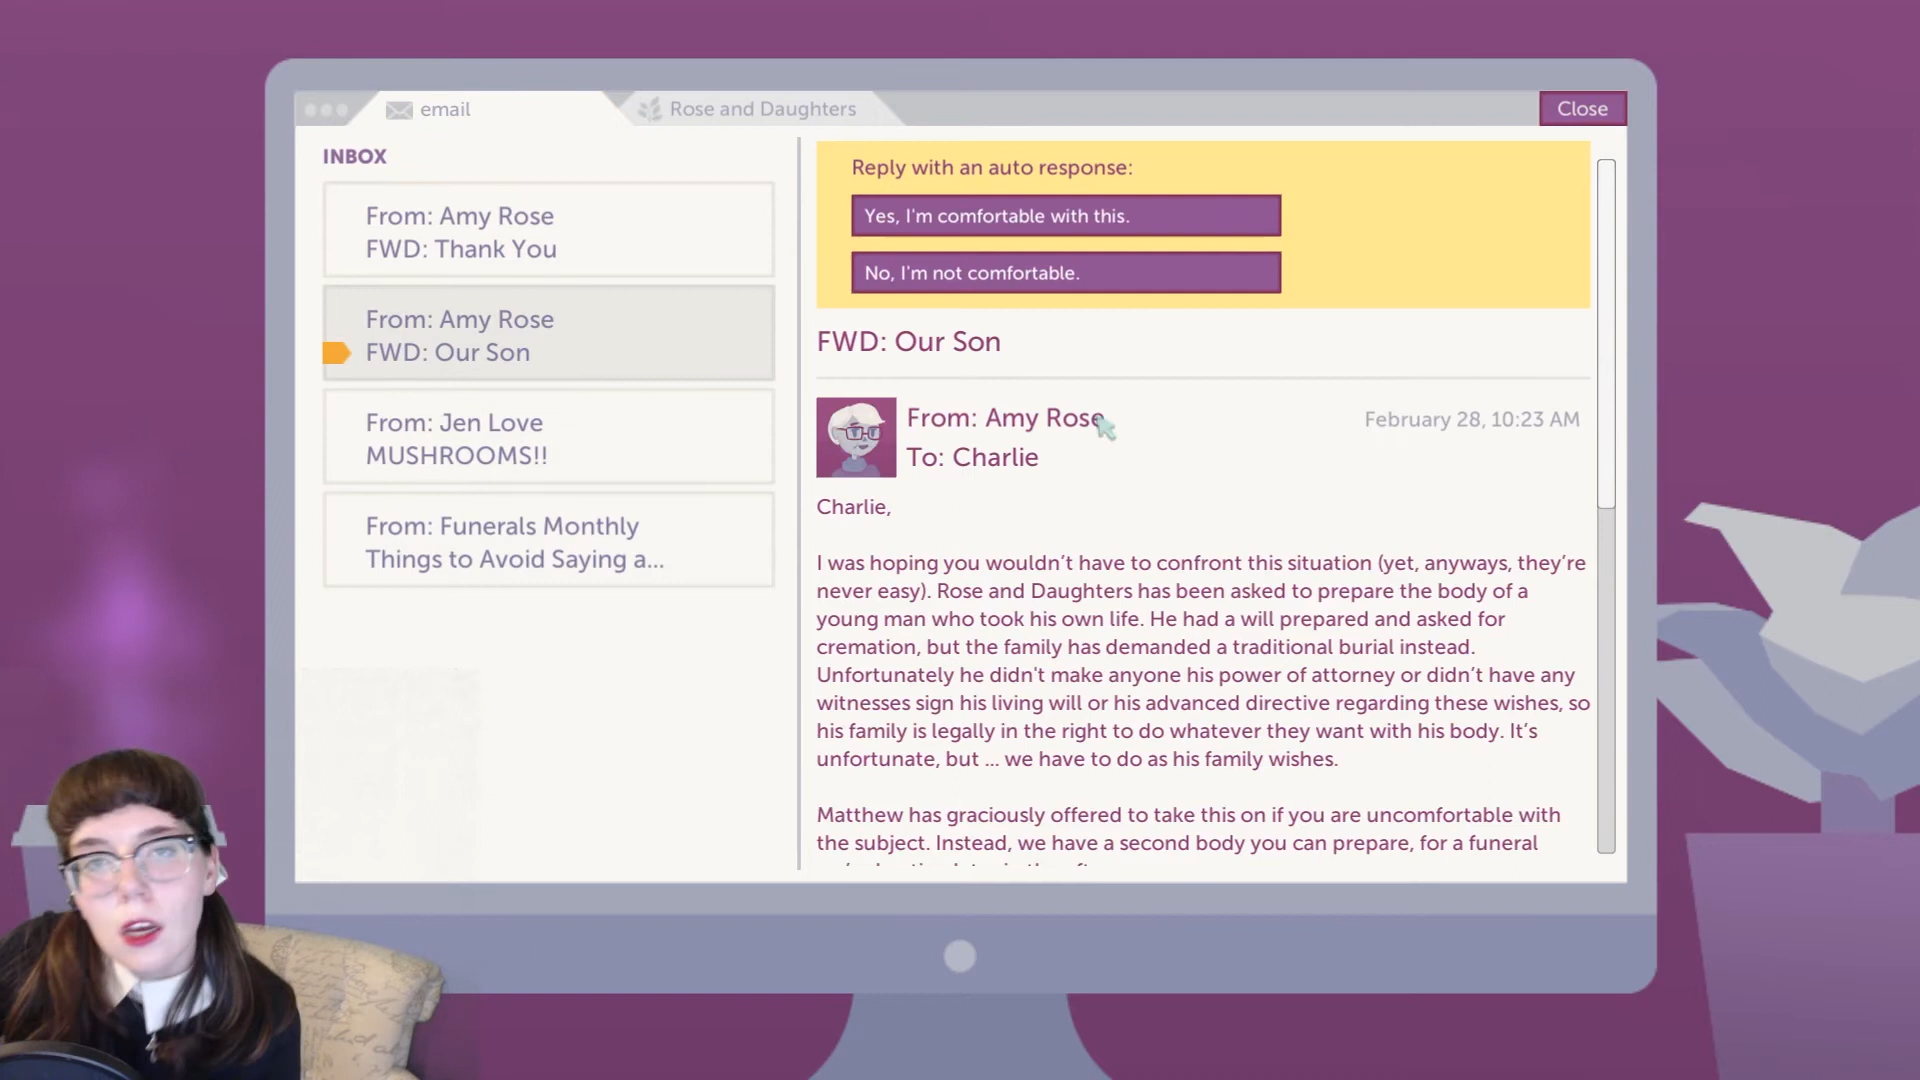 email
Rose and Daughters
Close
INBOX
From: Amy Rose
FWD: Thank You
From: Amy Rose
FWD: Our Son
From: Jen Love
MUSHROOMS!!
From: Funerals Monthly
Things to Avoid Saying a...
Reply with an auto response:
Yes, I'm comfortable with this.
No, I'm not comfortable.
FWD: Our Son
From: Amy Rose
February 28, 10:23 AM
To: Charlie
Charlie,
I was hoping you wouldn’t have to confront this situation (yet, anyways, they’re
never easy). Rose and Daughters has been asked to prepare the body of a
young man who took his own life. He had a will prepared and asked for
cremation, but the family has demanded a traditional burial instead.
Unfortunately he didn't make anyone his power of attorney or didn’t have any
witnesses sign his living will or his advanced directive regarding these wishes, so
his family is legally in the right to do whatever they want with his body. It’s
unfortunate, but ... we have to do as his family wishes.
Matthew has graciously offered to take this on if you are uncomfortable with
the subject. Instead, we have a second body you can prepare, for a funeral